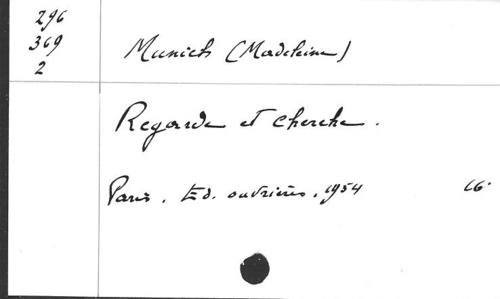 296
369
2
Munich (Madeleine)
Regarde et cherche.
Paris. Ed. ouvrières. 1954 16°